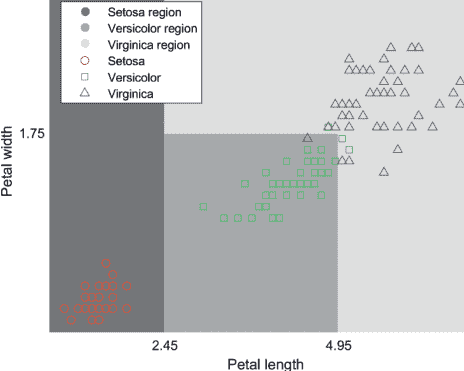 Setosa region
Versicolor region
Virginica region
Setosa
Versicolor
Virginica
1.75
Petal width
2.45
4.95
Petal length